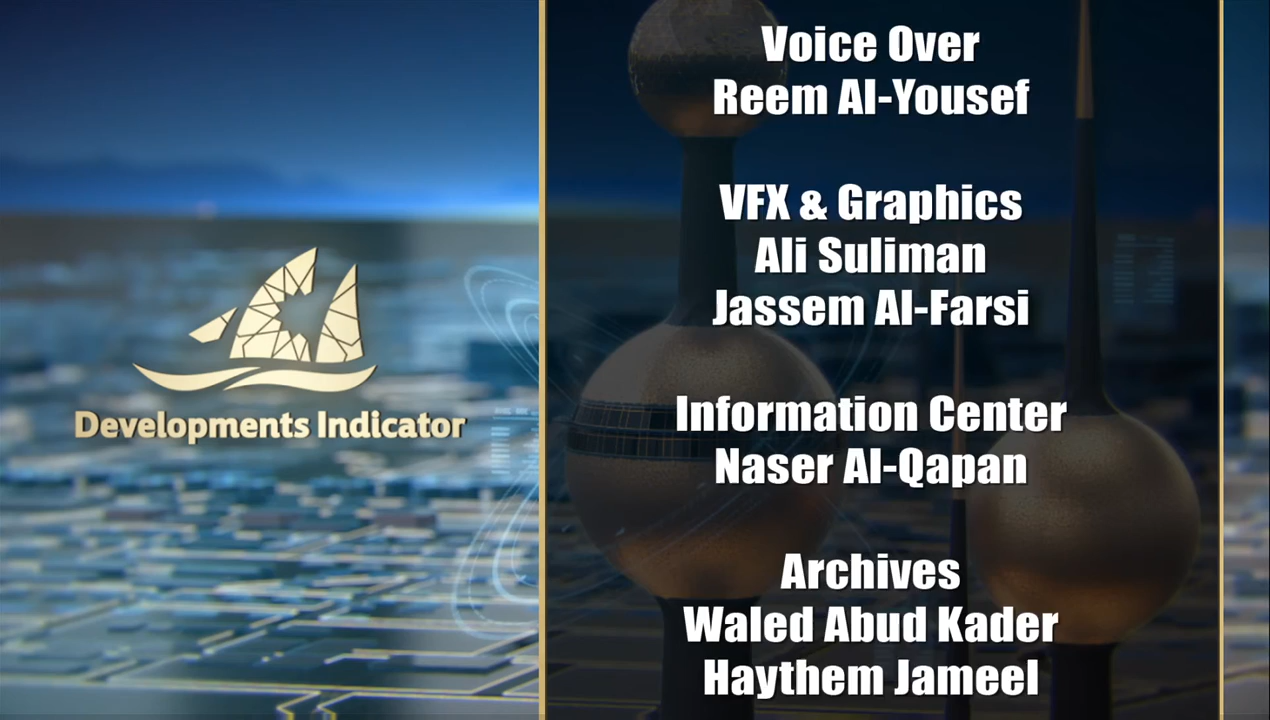 Developments Indicator
Voice Over
Reem Al-Yousef
VFX & Graphics
Ali Suliman
Jassem Al-Farsi
Information Center
Naser Al-Qapan
Archives
Waled Abud Kader
Haythem Jameel